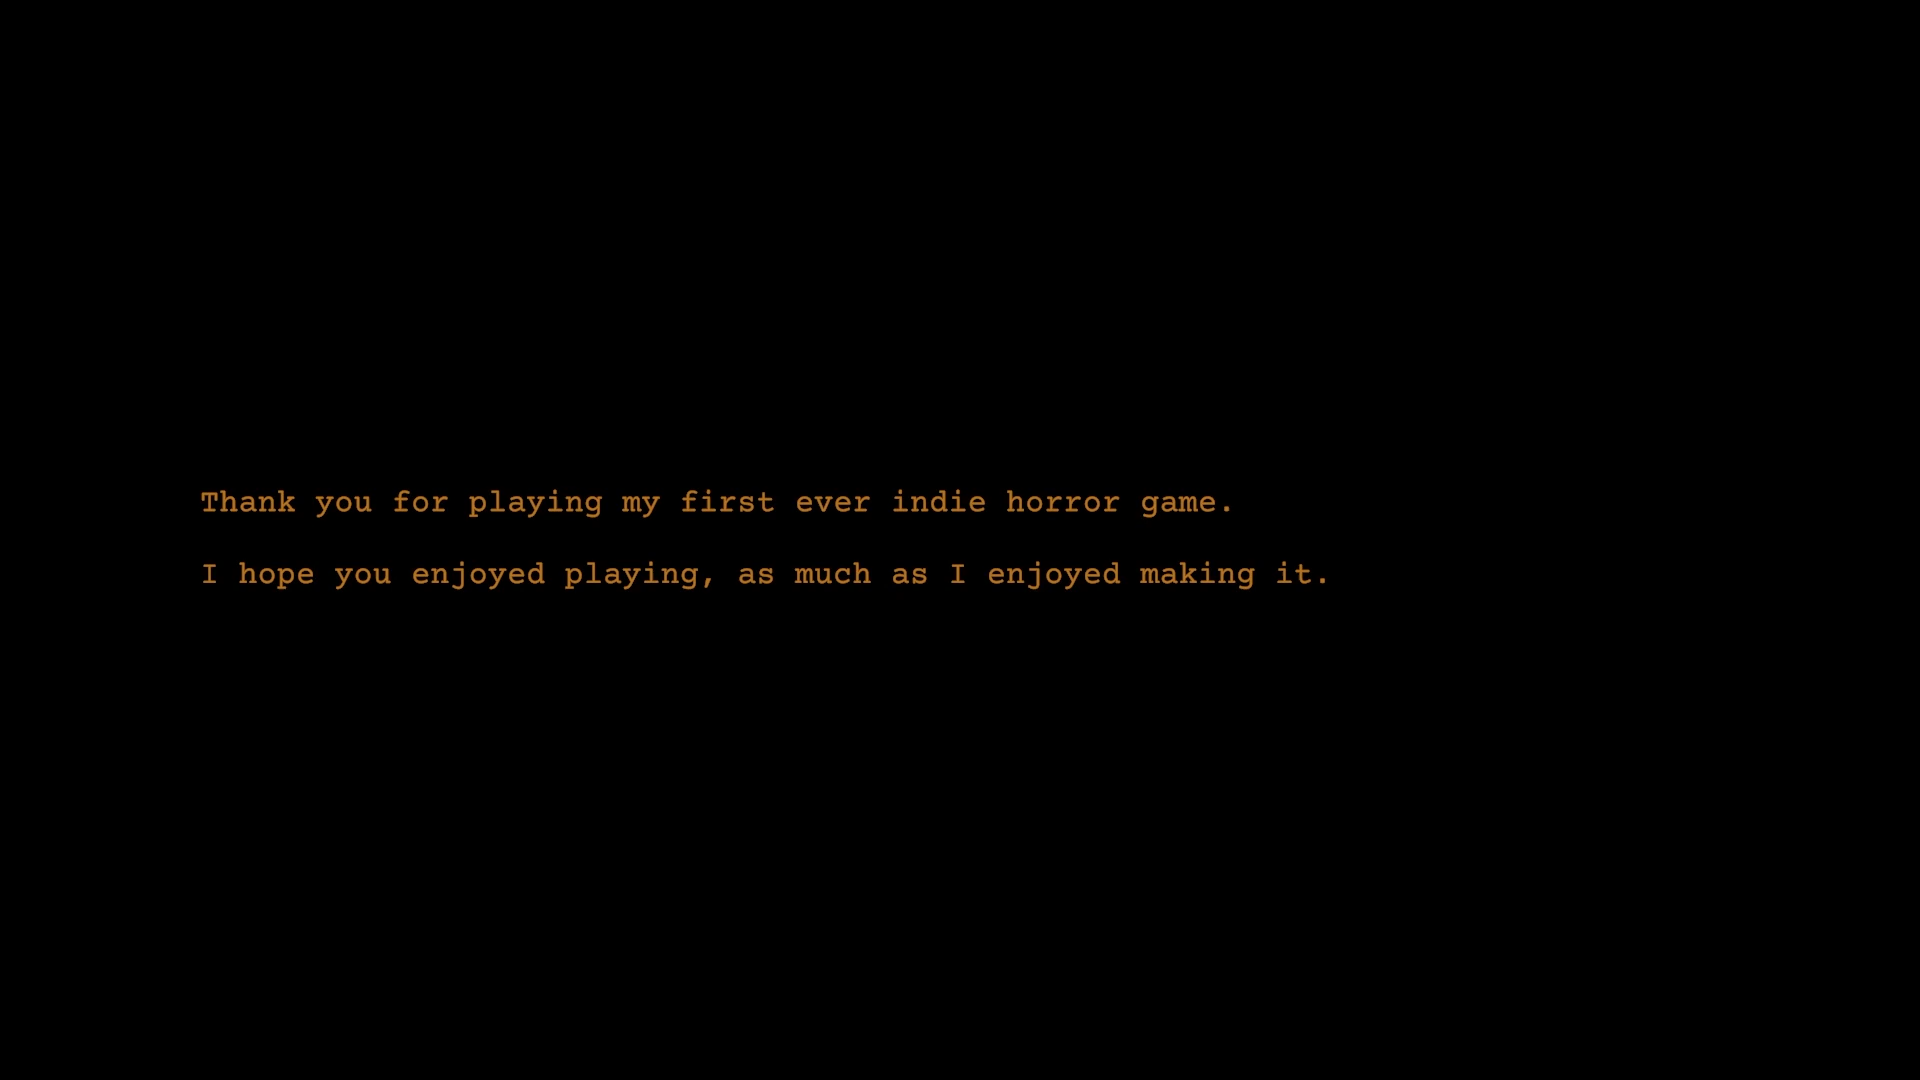 Thank you for playing my first ever indie horror game.
I hope you enjoyed playing, as much as I enjoyed making it.